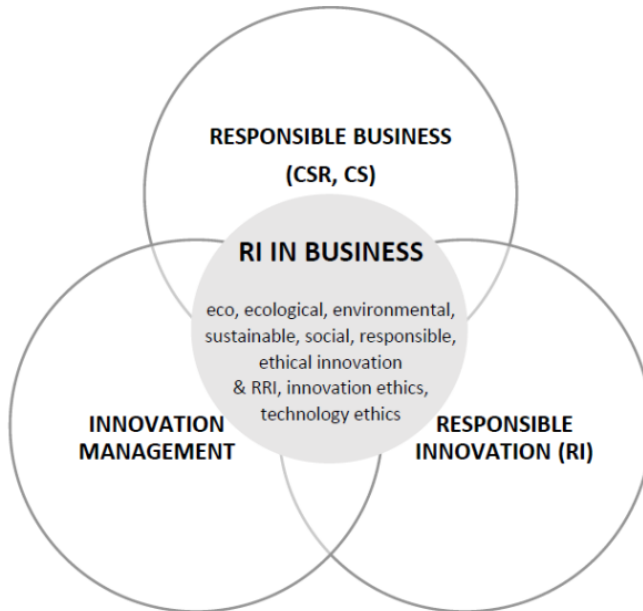 RESPONSIBLE BUSINESS
(CSR, CS)
RI IN BUSINESS
eco, ecological, environmental,
sustainable, social, responsible,
ethical innovation
& RRI, innovation ethics,
technology ethics
INNOVATION
MANAGEMENT
RESPONSIBLE
INNOVATION (RI)